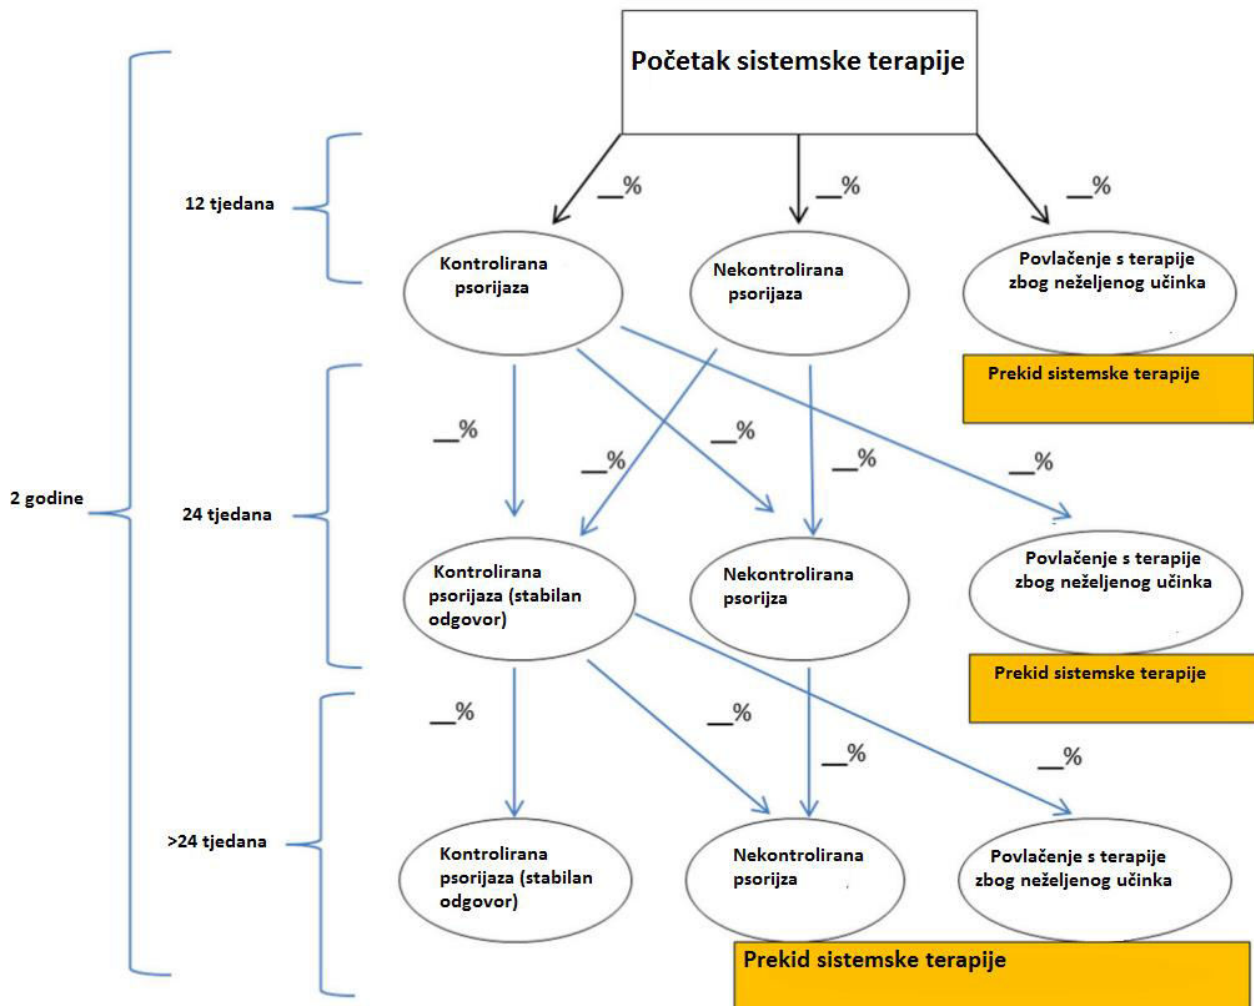 Početak sistemske terapije
__%
__%
__%
12 tjedana
Kontrolirana
psorijaza
Nekontrolirana
psorijaza
Povlačenje s terapije
zbog neželjenog učinka
Prekid sistemske terapije
__%
__%
__%
__%
__%
2 godine
24 tjedana
Kontrolirana
psorijaza (stabilan
odgovor)
Nekontrolirana
psorijza
Povlačenje s terapije
zbog neželjenog učinka
Prekid sistemske terapije
__%
__%
__%
__%
>24 tjedana
Kontrolirana
psorijaza (stabilan
odgovor)
Nekontrolirana
psorijza
Povlačenje s terapije
zbog neželjenog učinka
Prekid sistemske terapije